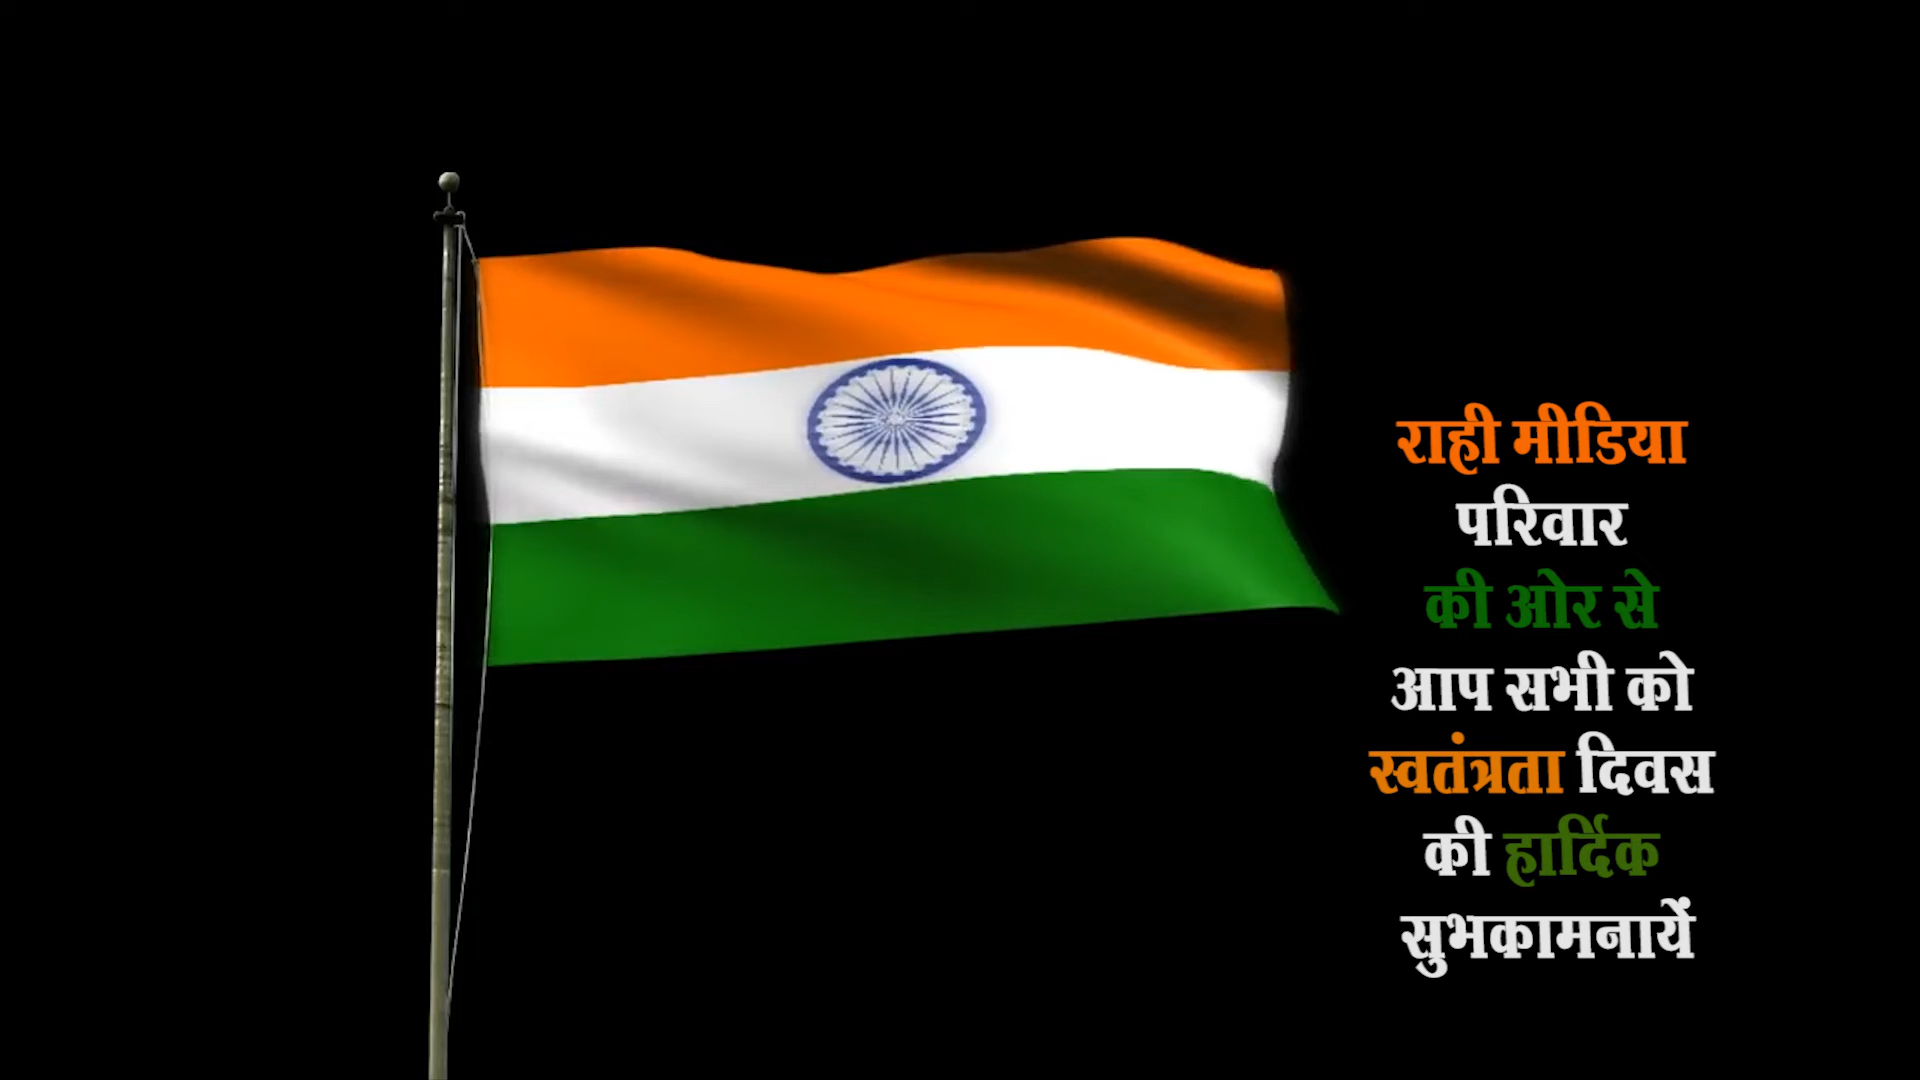 राही मीडिया
परिवार
की ओर से
आप सभी को
स्वतंत्रता दिवस
की हार्दिक
सुभकामनायें